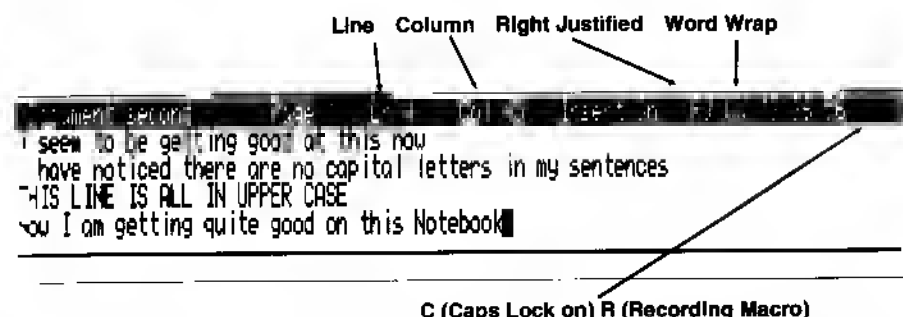 Line Column Right Justified Word Wrap
second
seem to be getting good at this now
have noticed there are no capital letters in my sentences
THIS LINE IS ALL IN UPPER CASE
I am getting quite good on this Notebook
C (Caps Lock on) R (Recording Macro)